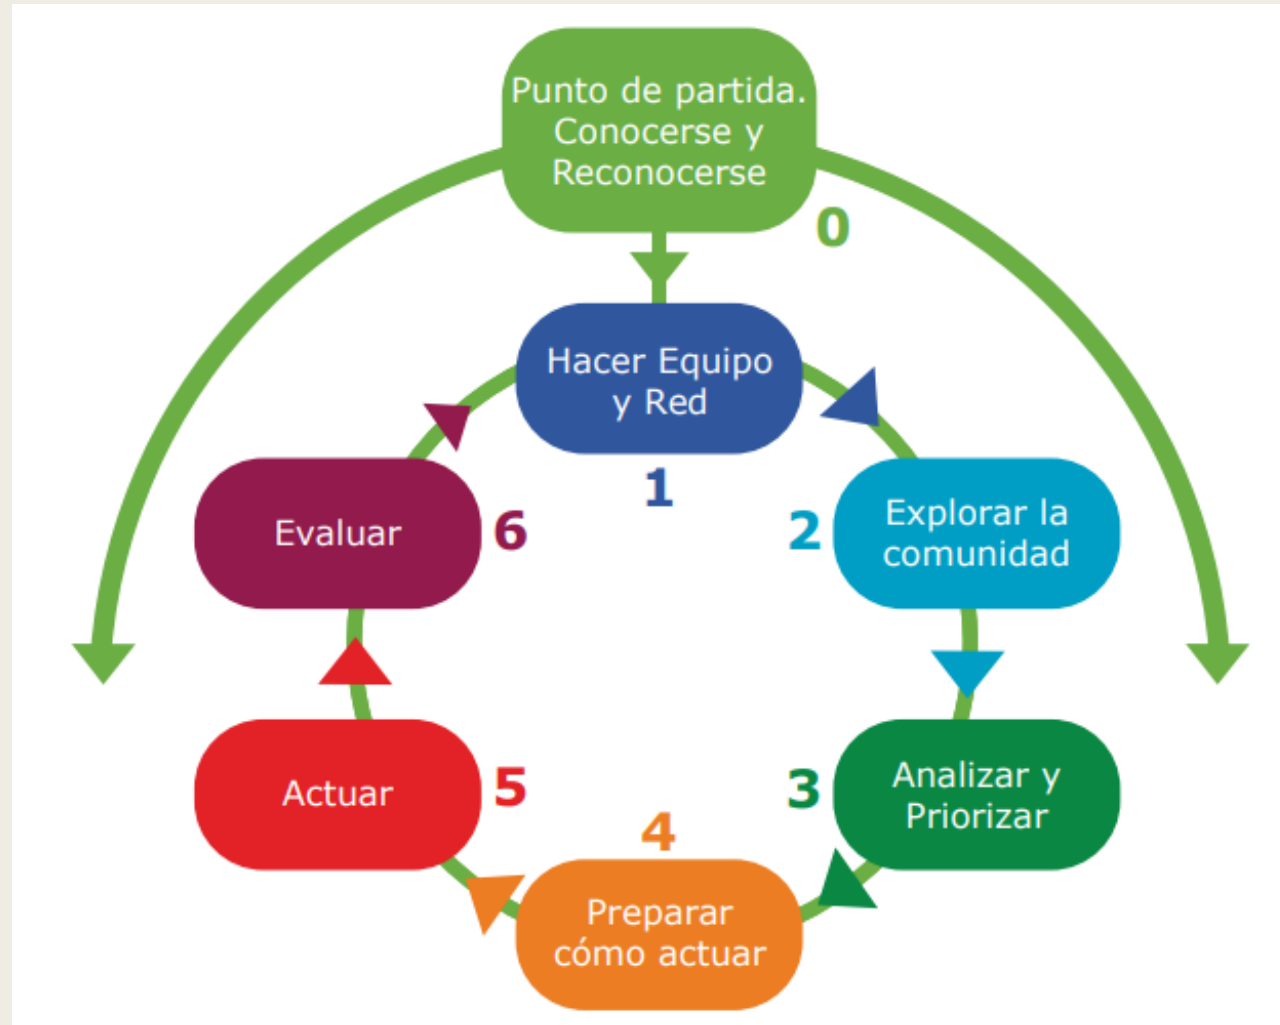 Punto de partida.
Conocerse y
Reconocerse
0
Hacer Equipo
y Red
1
2
Explorar la
comunidad
3
Analizar y
Priorizar
4
Preparar
cómo actuar
5
Actuar
6
Evaluar